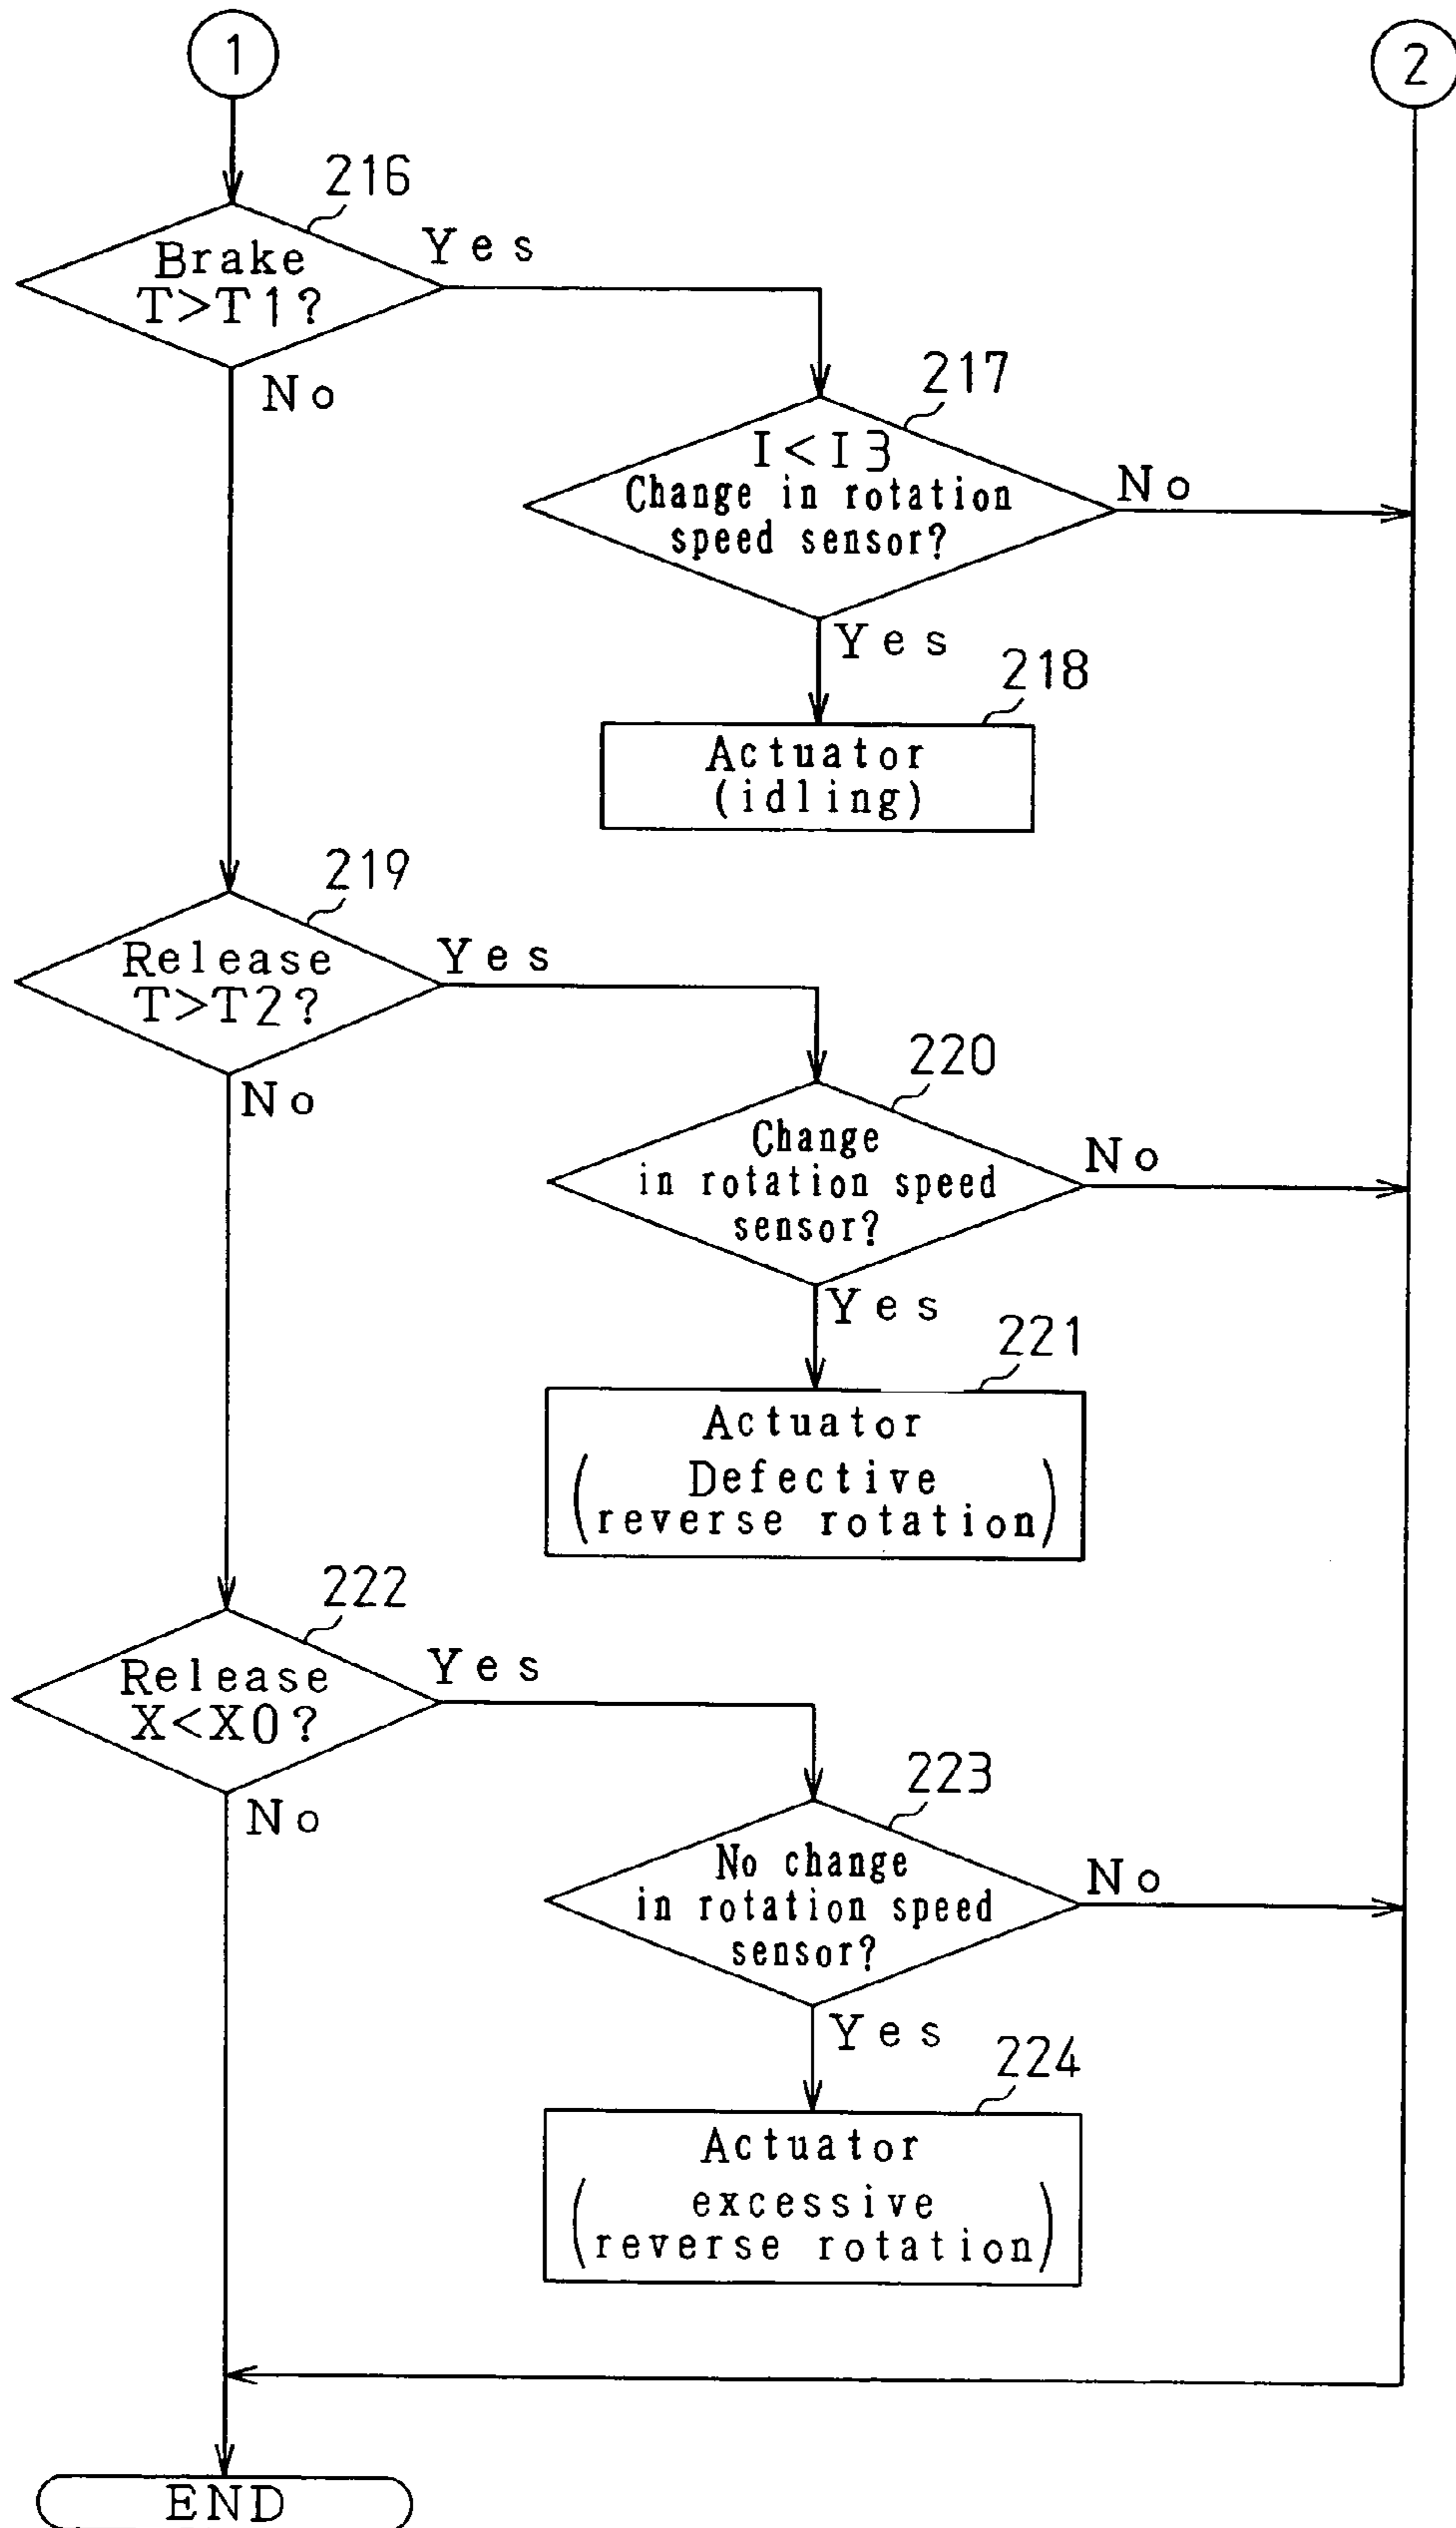 1
2
216
Brake
T>T1?
Yes
No
217
I<I3
Change in rotation
speed sensor?
No
Yes
218
Actuator
(idling)
219
Release
T>T2?
Yes
No
220
Change
in rotation speed
sensor?
No
Yes
221
Actuator
(Defective
reverse rotation)
222
Release
X<X0?
Yes
No
223
No change
in rotation speed
sensor?
No
Yes
224
Actuator
(excessive
reverse rotation)
END